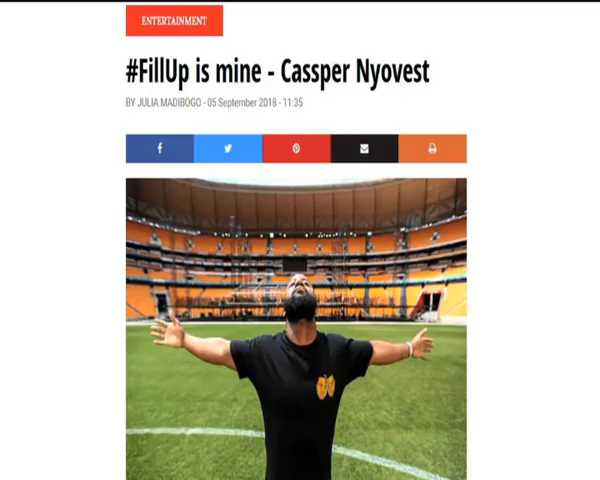 ENTERTAINMENT
#FillUp is mine - Cassper Nyovest
BY JULIA MADIBOGO - 05 September 2018 - 11:35